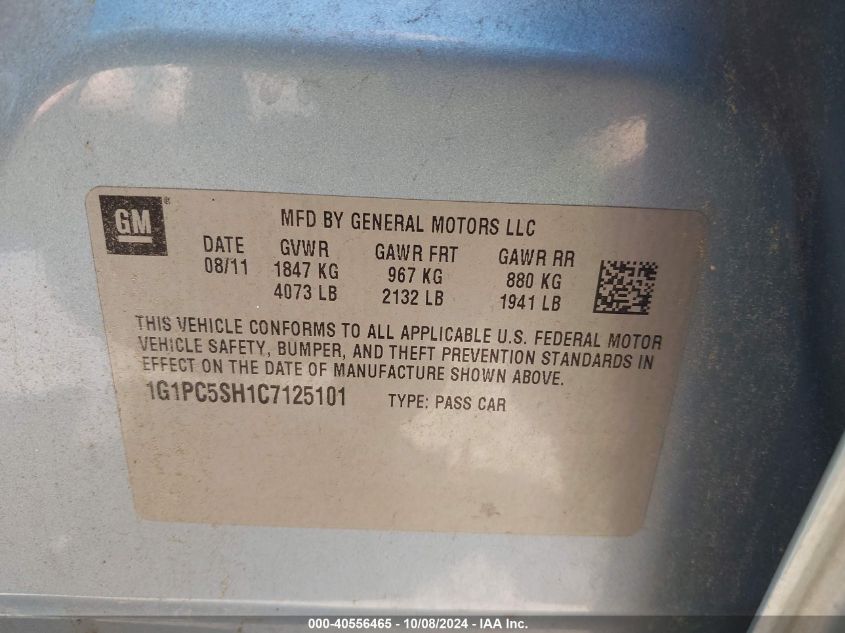 GM ®
MFD BY GENERAL MOTORS LLC
DATE GVWR GAWR FRT GAWR RR
08/11 1847 KG 967 KG 880 KG
4073 LB 2132 LB 1941 LB
THIS VEHICLE CONFORMS TO ALL APPLICABLE U.S. FEDERAL MOTOR
VEHICLE SAFETY, BUMPER, AND THEFT PREVENTION STANDARDS IN
EFFECT ON THE DATE OF MANUFACTURE SHOWN ABOVE.
1G1PC5SH1C7125101 TYPE: PASS CAR
000-40556465 - 10/08/2024 - IAA Inc.